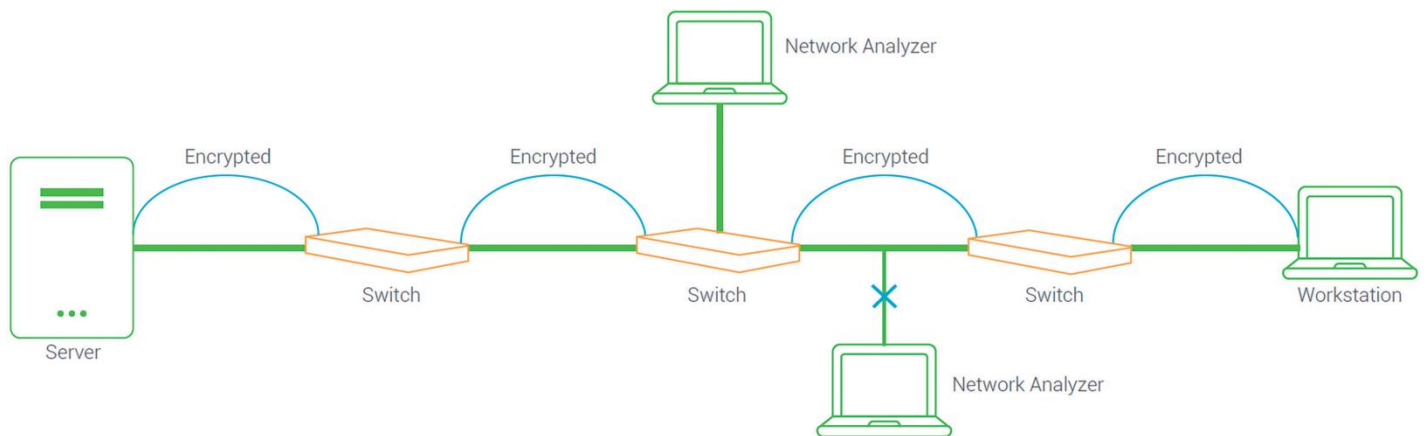 Network Analyzer
Encrypted
Encrypted
Encrypted
Encrypted
Switch
Switch
Switch
Workstation
Server
Network Analyzer